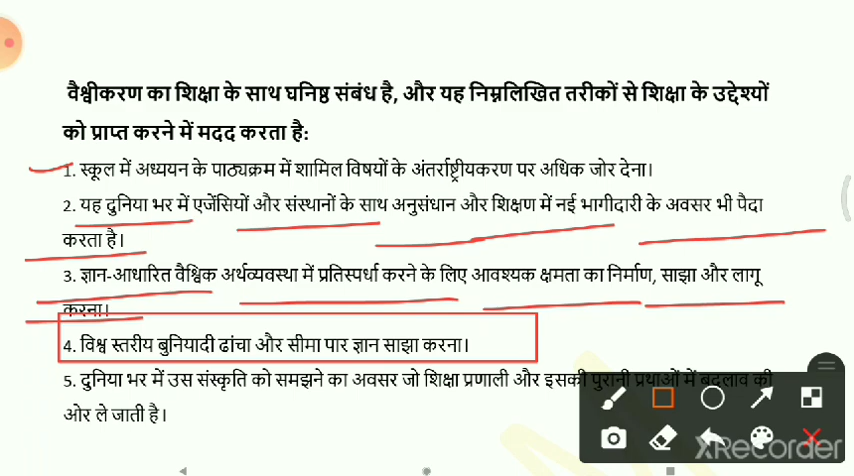 वैश्वीकरण का शिक्षा के साथ घनिष्ठ संबंध है, और यह निम्नलिखित तरीकों से शिक्षा के उद्देश्यों
को प्राप्त करने में मदद करता है:
1. स्कूल में अध्ययन के पाठ्यक्रम में शामिल विषयों के अंतर्राष्ट्रीयकरण पर अधिक जोर देना।
2. यह दुनिया भर में एजेंसियों और संस्थानों के साथ अनुसंधान और शिक्षण में नई भागीदारी के अवसर भी पैदा
करता है।
3. ज्ञान-आधारित वैश्विक अर्थव्यवस्था में प्रतिस्पर्धा करने के लिए आवश्यक क्षमता का निर्माण, साझा और लागू
करना।
4. विश्व स्तरीय बुनियादी ढांचा और सीमा पार ज्ञान साझा करना।
5. दुनिया भर में उस संस्कृति को समझने का अवसर जो शिक्षा प्रणाली और इसकी पुरानी प्रथाओं में बदलाव की
ओर ले जाती है।
XRecorder